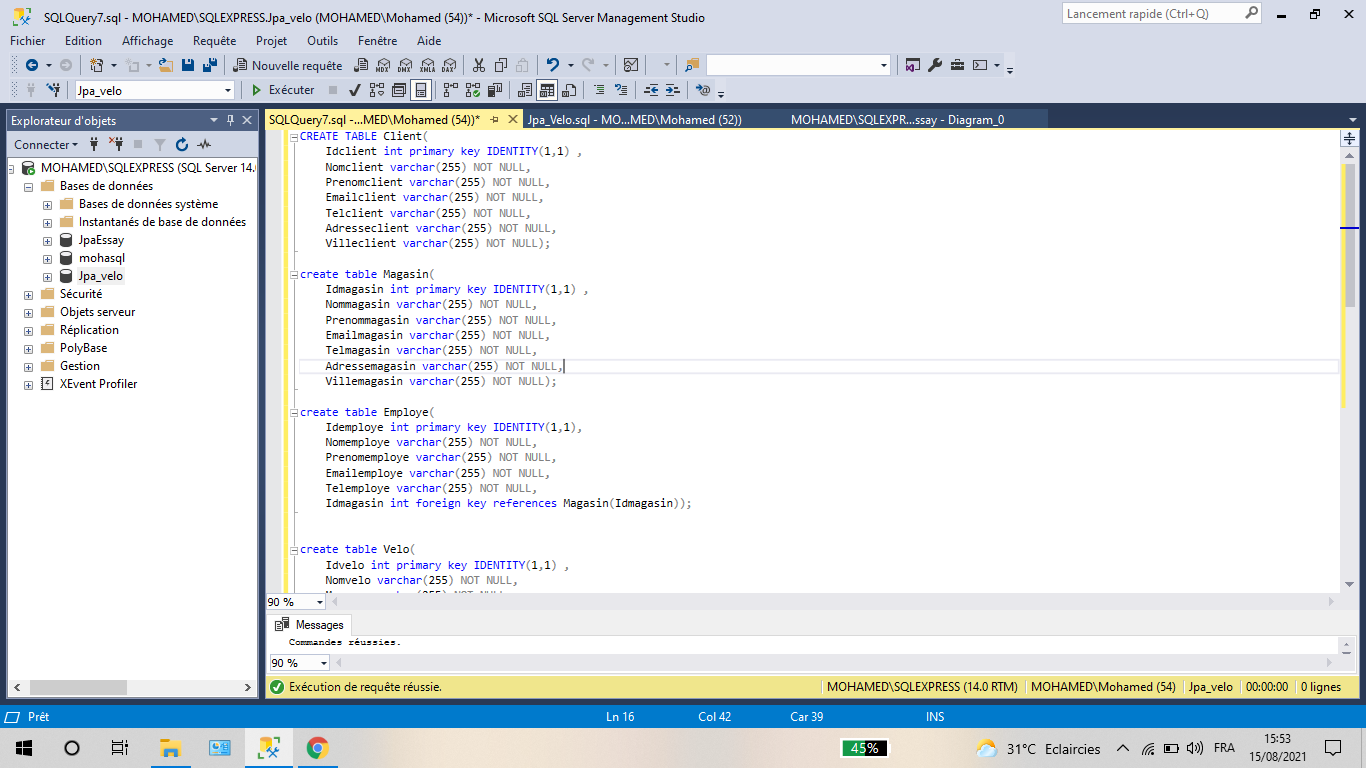 SQLQuery7.sql - MOHAMED\SQLEXPRESS.Jpa_velo (MOHAMED\Mohamed (54))* - Microsoft SQL Server Management Studio
Lancement rapide (Ctrl+Q)
Fichier Edition Affichage Requête Projet Outils Fenêtre Aide
Nouvelle requête MDX DMX XMLA DAX
Jpa_velo Exécuter
Explorateur d'objets
SQLQuery7.sql -...MED\Mohamed (54))* Jpa_Velo.sql - MO...MED\Mohamed (52)) MOHAMED\SQLEXPR...ssay - Diagram_0
Connecter
MOHAMED\SQLEXPRESS (SQL Server 14.0
Bases de données
Bases de données système
Instantanés de base de données
JpaEssay
mohasql
Jpa_velo
Sécurité
Objets serveur
Réplication
PolyBase
Gestion
XEvent Profiler
CREATE TABLE Client(
Idclient int primary key IDENTITY(1,1) ,
Nomclient varchar(255) NOT NULL,
Prenomclient varchar(255) NOT NULL,
Emailclient varchar(255) NOT NULL,
Telclient varchar(255) NOT NULL,
Adresseclient varchar(255) NOT NULL,
Villeclient varchar(255) NOT NULL);
create table Magasin(
Idmagasin int primary key IDENTITY(1,1) ,
Nommagasin varchar(255) NOT NULL,
Prenommagasin varchar(255) NOT NULL,
Emailmagasin varchar(255) NOT NULL,
Telmagasin varchar(255) NOT NULL,
Adressemagasin varchar(255) NOT NULL,
Villemagasin varchar(255) NOT NULL);
create table Employe(
Idemploye int primary key IDENTITY(1,1),
Nomemploye varchar(255) NOT NULL,
Prenomemploye varchar(255) NOT NULL,
Emailemploye varchar(255) NOT NULL,
Telemploye varchar(255) NOT NULL,
Idmagasin int foreign key references Magasin(Idmagasin));
create table Velo(
Idvelo int primary key IDENTITY(1,1) ,
Nomvelo varchar(255) NOT NULL,
90 %
Messages
Commandes réussies.
90 %
Exécution de requête réussie. MOHAMED\SQLEXPRESS (14.0 RTM) MOHAMED\Mohamed (54) Jpa_velo 00:00:00 0 lignes
Prêt Ln 16 Col 42 Car 39 INS
45% 31°C Eclaircies FRA 15:53
15/08/2021